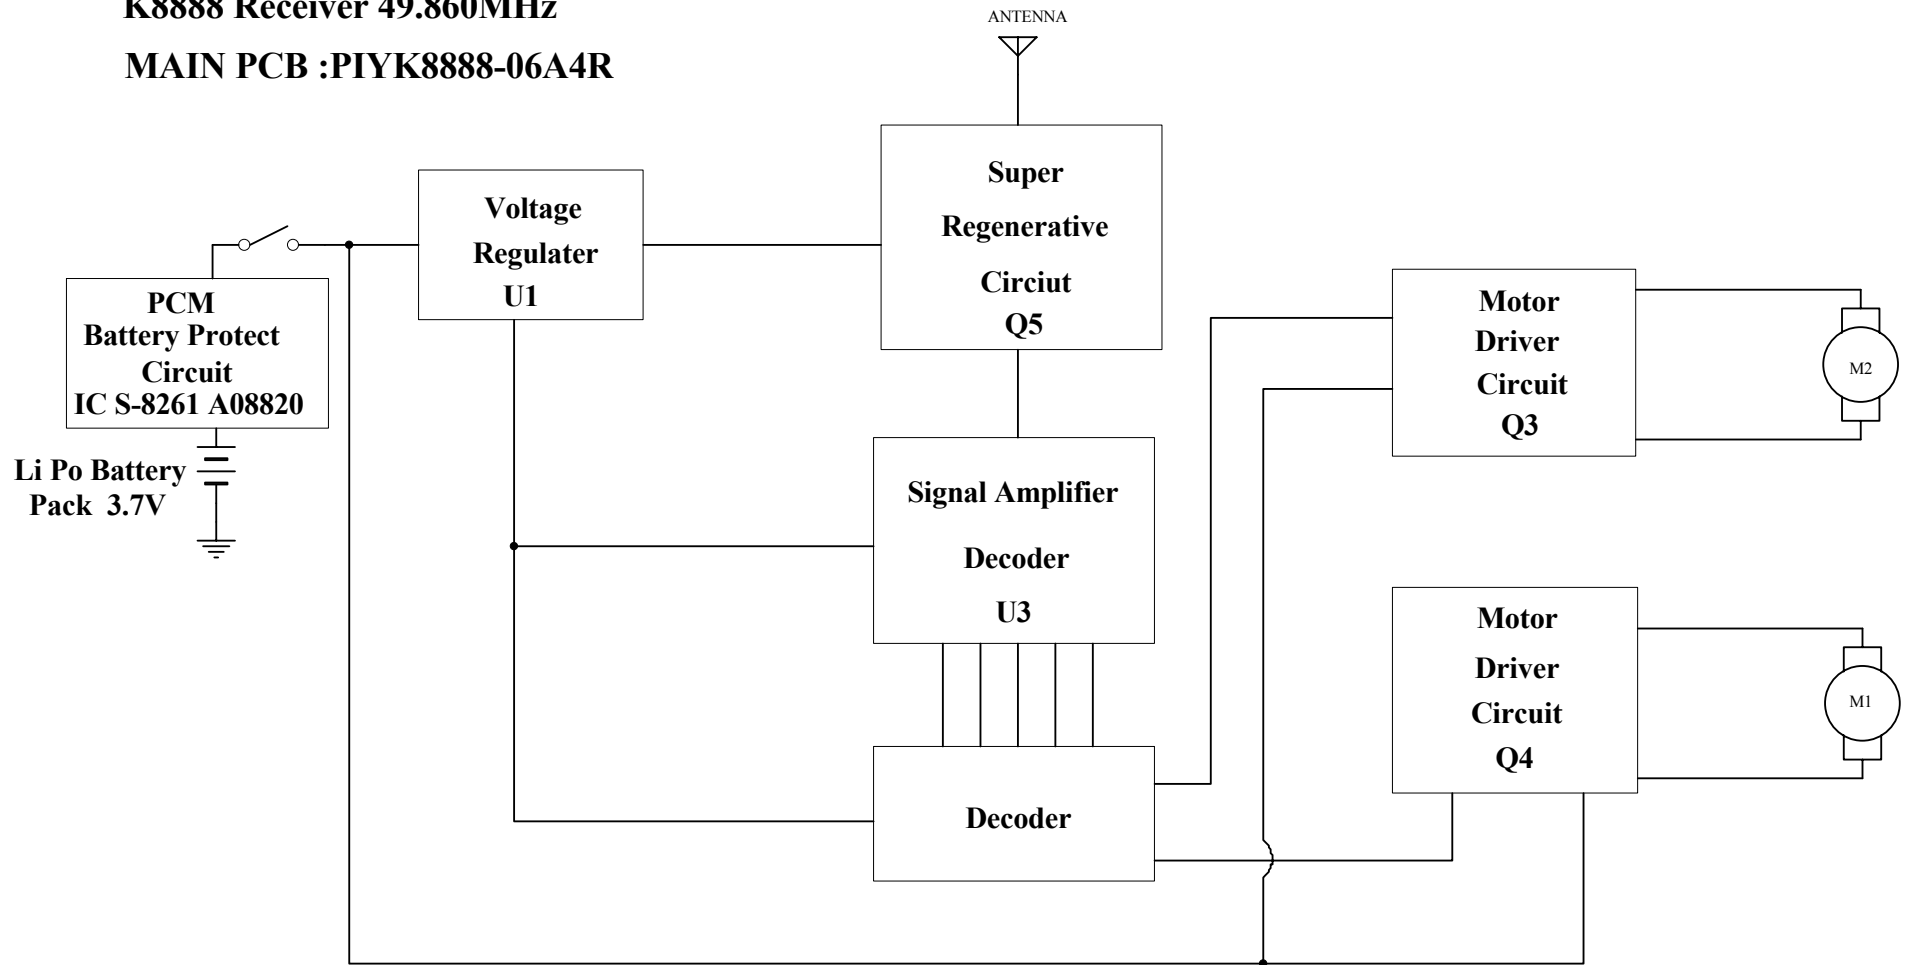 K8888 Receiver 49.860MHz
MAIN PCB :PIYK8888-06A4R
ANTENNA
Super
Regenerative
Circiut
Q5
Voltage
Regulater
U1
PCM
Battery Protect
Circuit
IC S-8261 A08820
Li Po Battery
Pack 3.7V
Motor
Driver
Circuit
Q3
M2
Signal Amplifier
Decoder
U3
Motor
Driver
Circuit
Q4
M1
Decoder